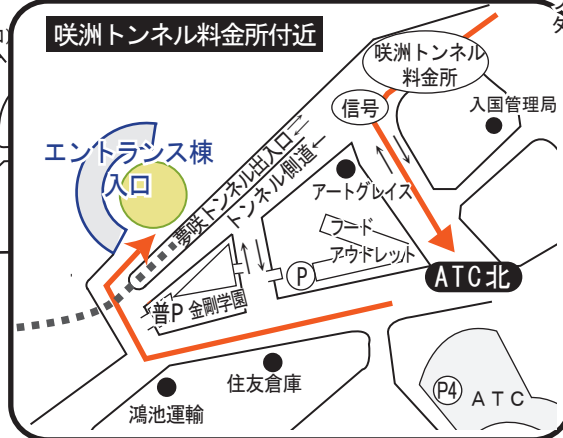 咲洲トンネル料金所付近
咲洲トンネル
料金所
信号
入国管理局
エントランス棟
入口
夢咲トンネル出入口
トンネル側道
アートグレイス
フード
アウトレット
P
ATC北
普P
金剛学園
住友倉庫
鴻池運輸
P4
ATC